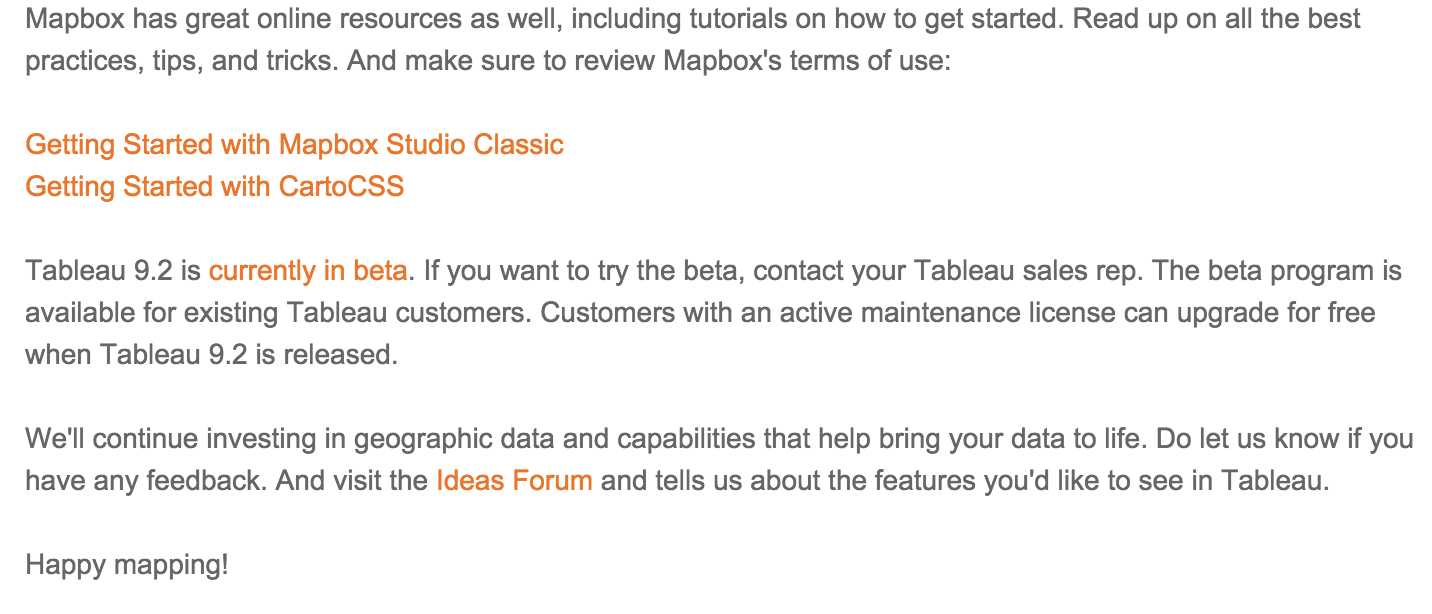 Mapbox has great online resources as well, including tutorials on how to get started. Read up on all the best
practices, tips, and tricks. And make sure to review Mapbox's terms of use:
Getting Started with Mapbox Studio Classic
Getting Started with CartoCSS
Tableau 9.2 is currently in beta. If you want to try the beta, contact your Tableau sales rep. The beta program is
available for existing Tableau customers. Customers with an active maintenance license can upgrade for free
when Tableau 9.2 is released.
We'll continue investing in geographic data and capabilities that help bring your data to life. Do let us know if you
have any feedback. And visit the Ideas Forum and tells us about the features you'd like to see in Tableau.
Happy mapping!